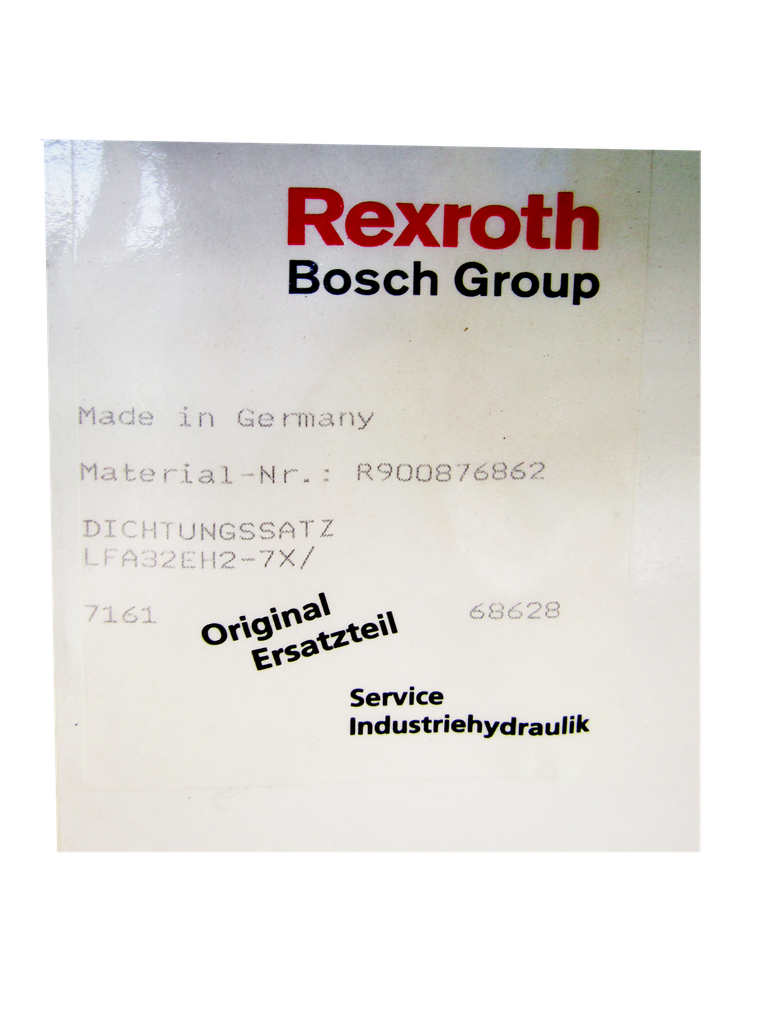 Rexroth
Bosch Group
Made in Germany
Material-Nr.: R900876862
DICHTUNGSSATZ
LFA32EH2-7X/
7161 68628
Original
Ersatzteil
Service
Industriehydraulik